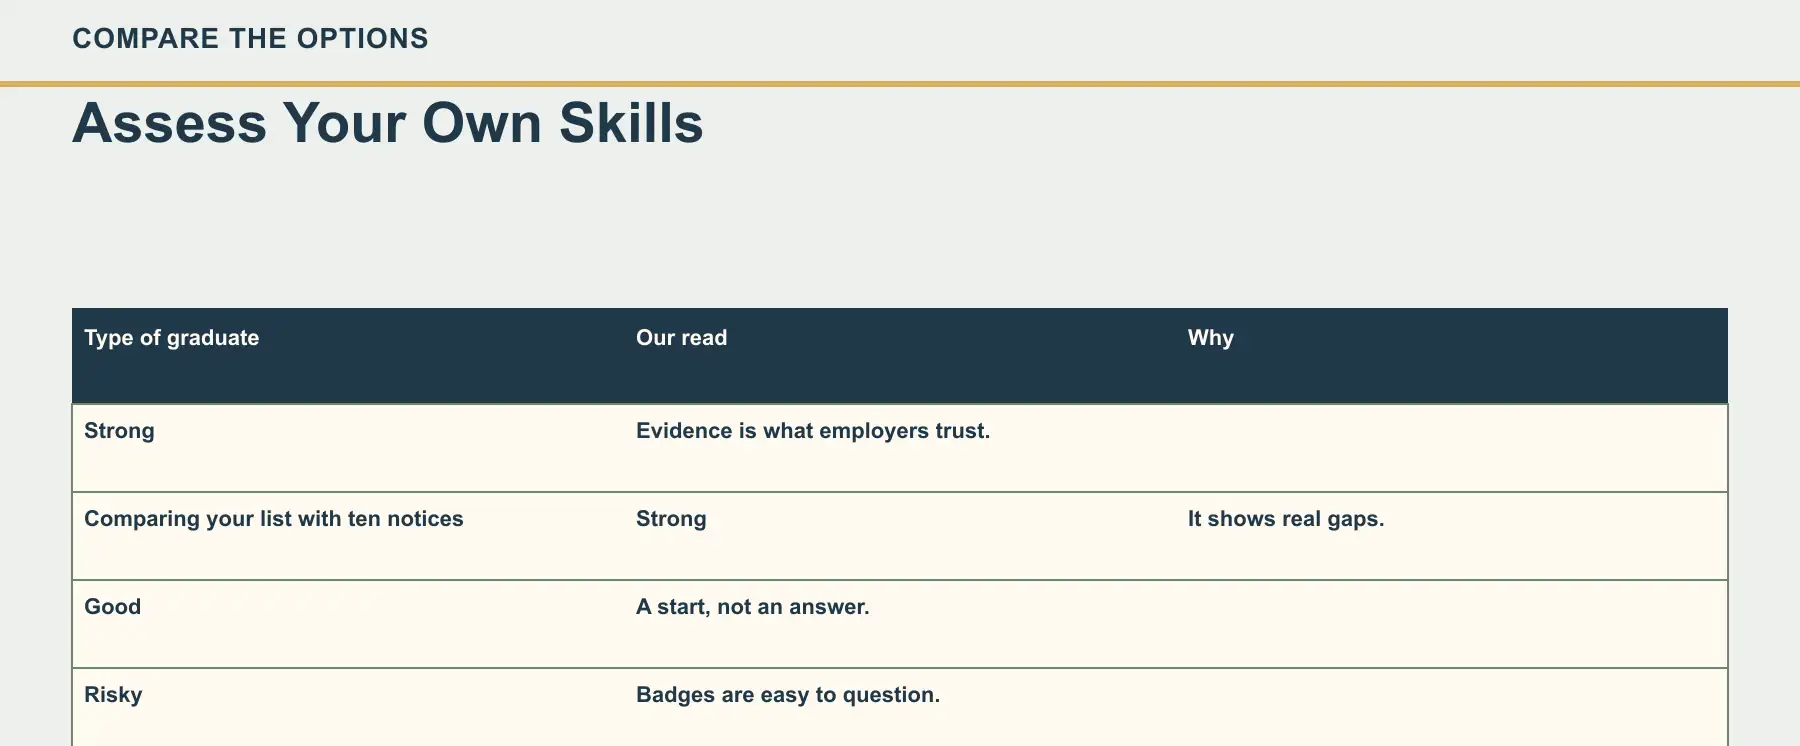 COMPARE THE OPTIONS
Assess Your Own Skills
Type of graduate Our read Why
Strong Evidence is what employers trust.
Comparing your list with ten notices Strong It shows real gaps.
Good A start, not an answer.
Risky Badges are easy to question.